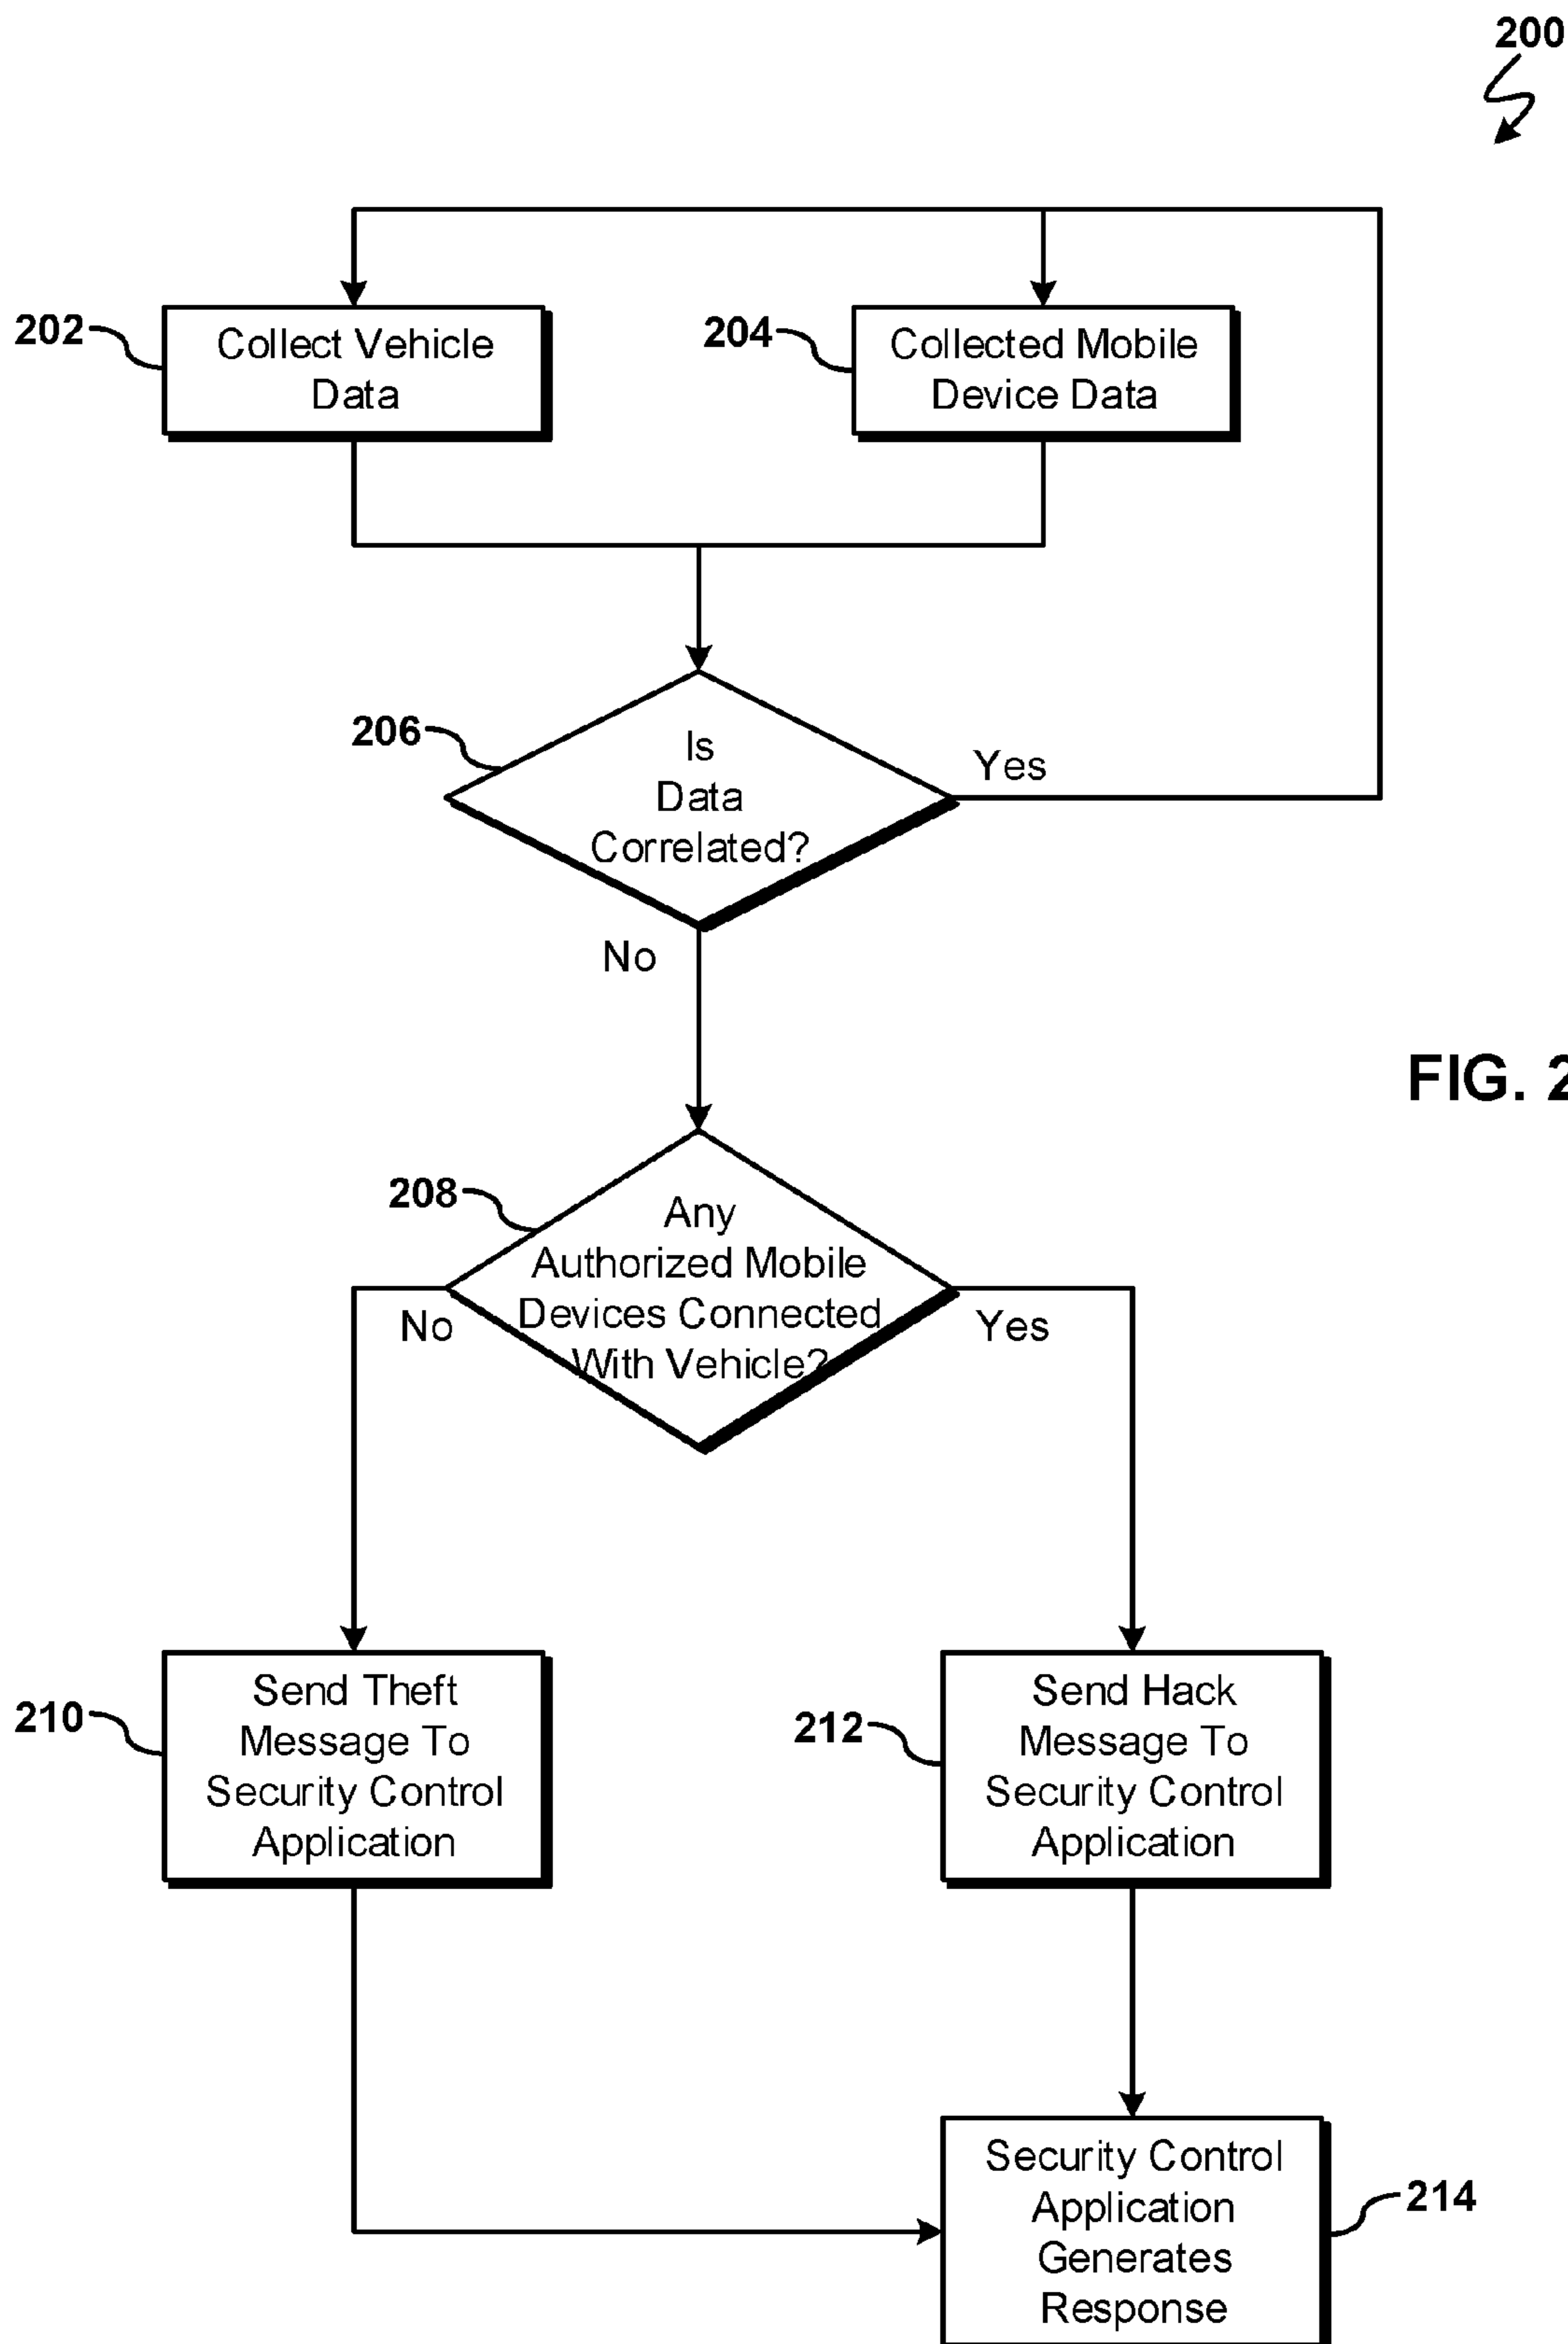 200
202
Collect Vehicle
Data
204
Collected Mobile
Device Data
206
Is
Data
Correlated?
Yes
No
FIG. 2
208
Any
Authorized Mobile
Devices Connected
With Vehicle?
No
Yes
210
Send Theft
Message To
Security Control
Application
212
Send Hack
Message To
Security Control
Application
Security Control
Application
Generates
Response
214